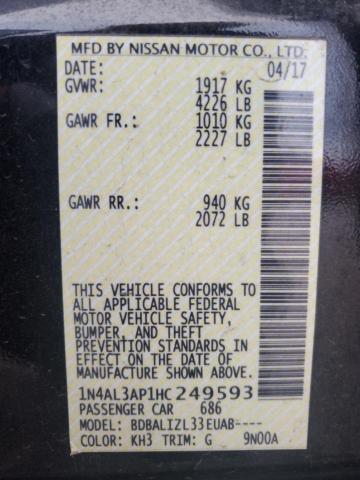 MFD BY NISSAN MOTOR CO., LTD.
DATE: 04/17
GVWR: 1917 KG
4226 LB
GAWR FR.: 1010 KG
2227 LB
GAWR RR.: 940 KG
2072 LB
THIS VEHICLE CONFORMS TO
ALL APPLICABLE FEDERAL
MOTOR VEHICLE SAFETY,
BUMPER, AND THEFT
PREVENTION STANDARDS IN
EFFECT ON THE DATE OF
MANUFACTURE SHOWN ABOVE.
1N4AL3AP1HC249593
PASSENGER CAR 686
MODEL: BDBALIZL33EUAB----
COLOR: KH3 TRIM: G 9N00A